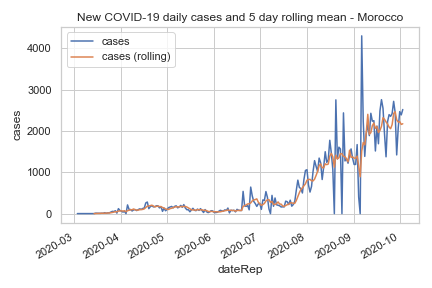 New COVID-19 daily cases and 5 day rolling mean - Morocco
cases
cases (rolling)
4000
3000
2000
1000
0
cases
2020-03
2020-04
2020-05
2020-06
2020-07
2020-08
2020-09
2020-10
dateRep